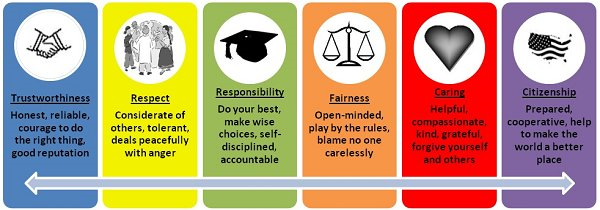 Trustworthiness
Honest, reliable,
courage to do
the right thing,
good reputation
Respect
Considerate of
others, tolerant,
deals peacefully
with anger
Responsibility
Do your best,
make wise
choices, self-
disciplined,
accountable
Fairness
Open-minded,
play by the rules,
blame no one
carelessly
Caring
Helpful,
compassionate,
kind, grateful,
forgive yourself
and others
Citizenship
Prepared,
cooperative, help
to make the
world a better
place